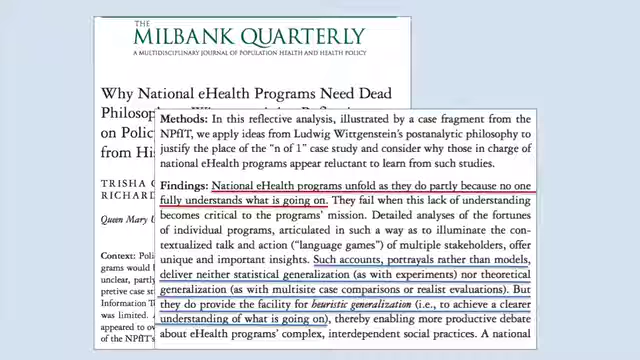 THE
MILBANK QUARTERLY
A MULTIDISCIPLINARY JOURNAL OF POPULATION HEALTH AND HEALTH POLICY
Why National eHealth Programs Need Dead
on Polic
from His
TRISHA G
RICHARD
Queen Mary U
Context: Poli
grams would b
unclear, partly
pretive case st
Information T
was limited. A
appeared to ov
of the NPfIT's
Methods: In this reflective analysis, illustrated by a case fragment from the
NPfIT, we apply ideas from Ludwig Wittgenstein's postanalytic philosophy to
justify the place of the "n of 1" case study and consider why those in charge of
national eHealth programs appear reluctant to learn from such studies.
Findings: National eHealth programs unfold as they do partly because no one
fully understands what is going on. They fail when this lack of understanding
becomes critical to the programs' mission. Detailed analyses of the fortunes
of individual programs, articulated in such a way as to illuminate the con-
textualized talk and action ("language games") of multiple stakeholders, offer
unique and important insights. Such accounts, portrayals rather than models,
deliver neither statistical generalization (as with experiments) nor theoretical
generalization (as with multisite case comparisons or realist evaluations). But
they do provide the facility for heuristic generalization (i.e., to achieve a clearer
understanding of what is going on), thereby enabling more productive debate
about eHealth programs' complex, interdependent social practices. A national